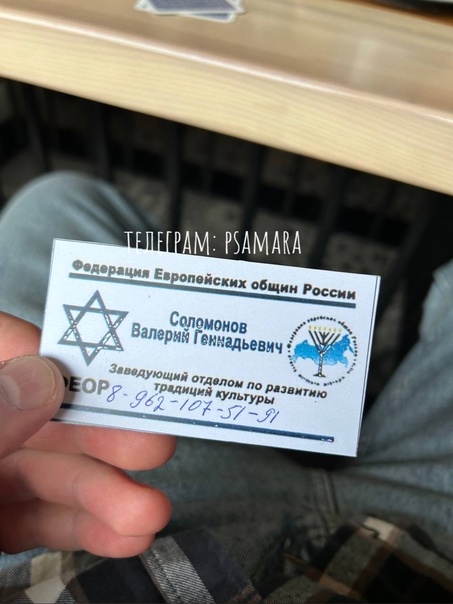 ТЕЛЕГРАМ: PSAMARA
Федерация Европейских общин России
Соломонов
Валерий Геннадьевич
Заведующий отделом по развитию
традиций культуры
ФЕОР
8-962-107-51-91